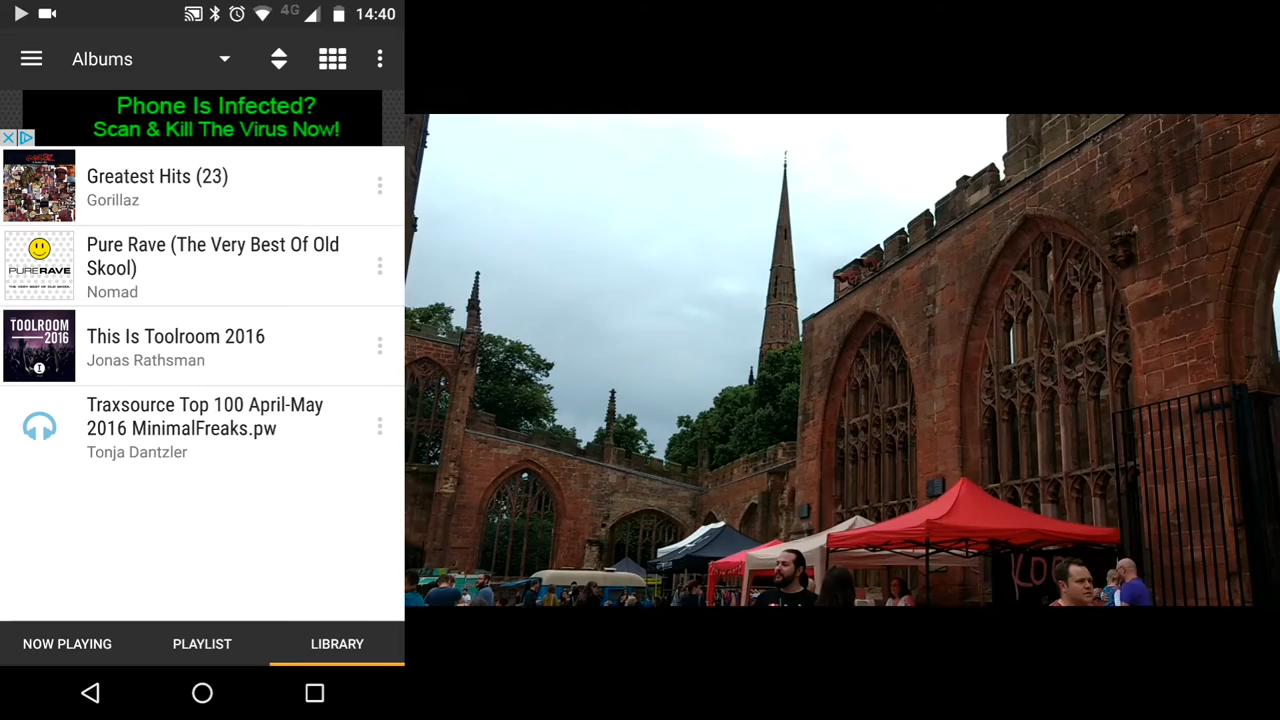 4G 14:40
Albums
Phone Is Infected?
Scan & Kill The Virus Now!
Greatest Hits (23)
Gorillaz
PURERAVE
Pure Rave (The Very Best Of Old
Skool)
Nomad
TOOLROOM
2016
This Is Toolroom 2016
Jonas Rathsman
Traxsource Top 100 April-May
2016 MinimalFreaks.pw
Tonja Dantzler
NOW PLAYING PLAYLIST LIBRARY